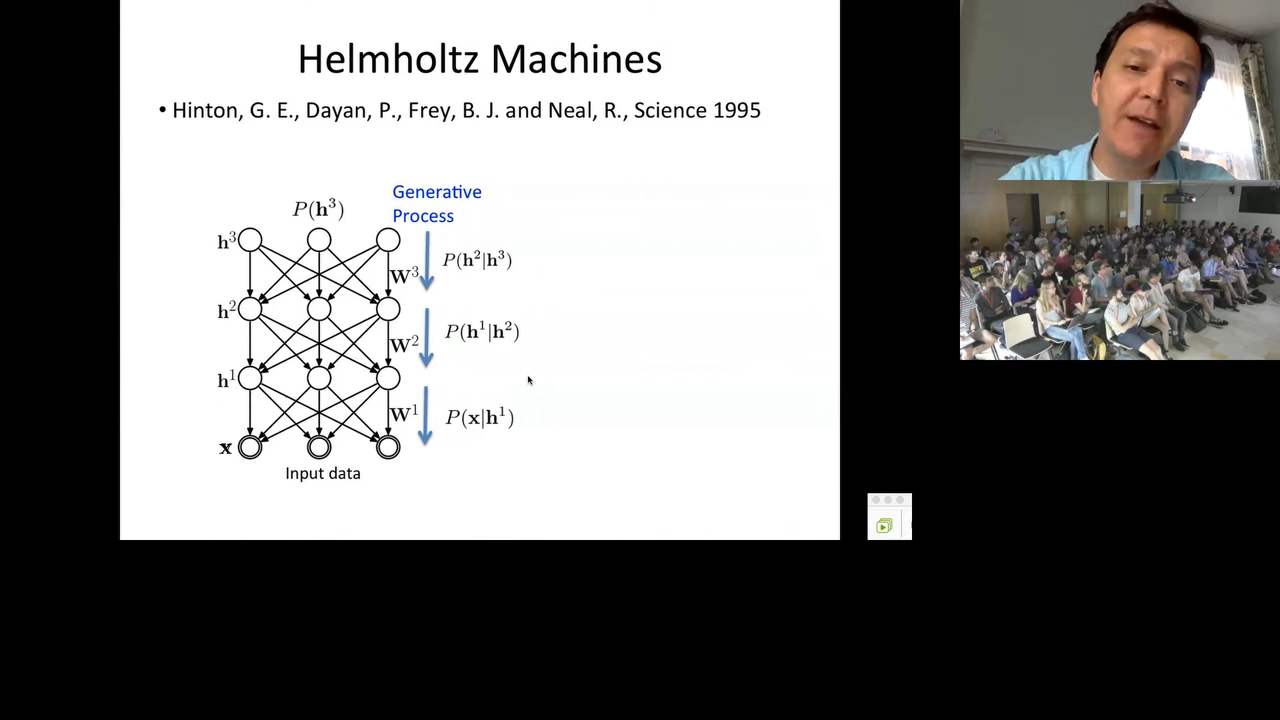 Helmholtz Machines
• Hinton, G. E., Dayan, P., Frey, B. J. and Neal, R., Science 1995
Generative
Process
P(h³)
h³
W³
P(h²|h³)
h²
W²
P(h¹|h²)
h¹
W¹
P(x|h¹)
x
Input data